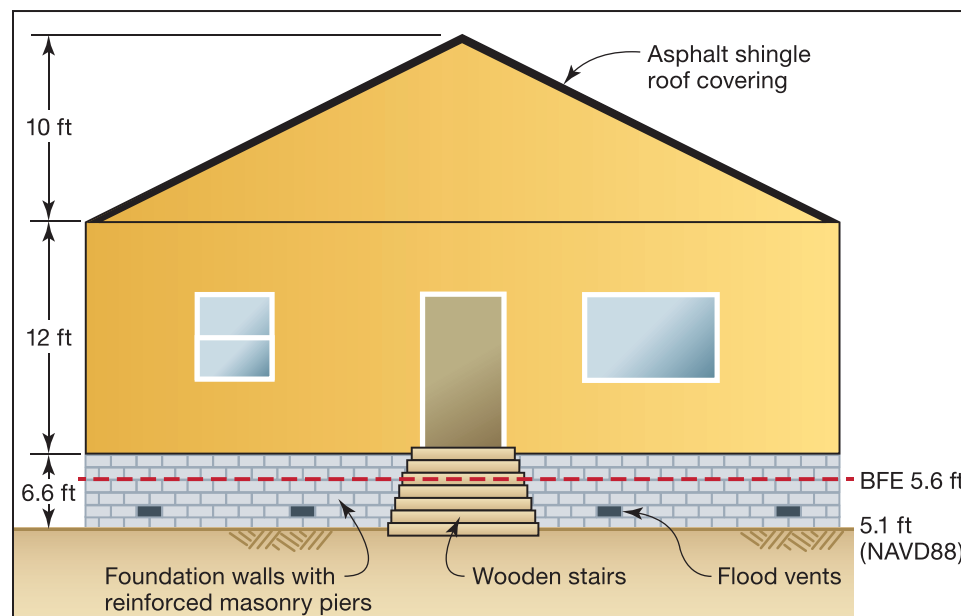 Asphalt shingle
roof covering
10 ft
12 ft
6.6 ft
BFE 5.6 ft
5.1 ft
(NAVD88)
Foundation walls with
reinforced masonry piers
Wooden stairs
Flood vents